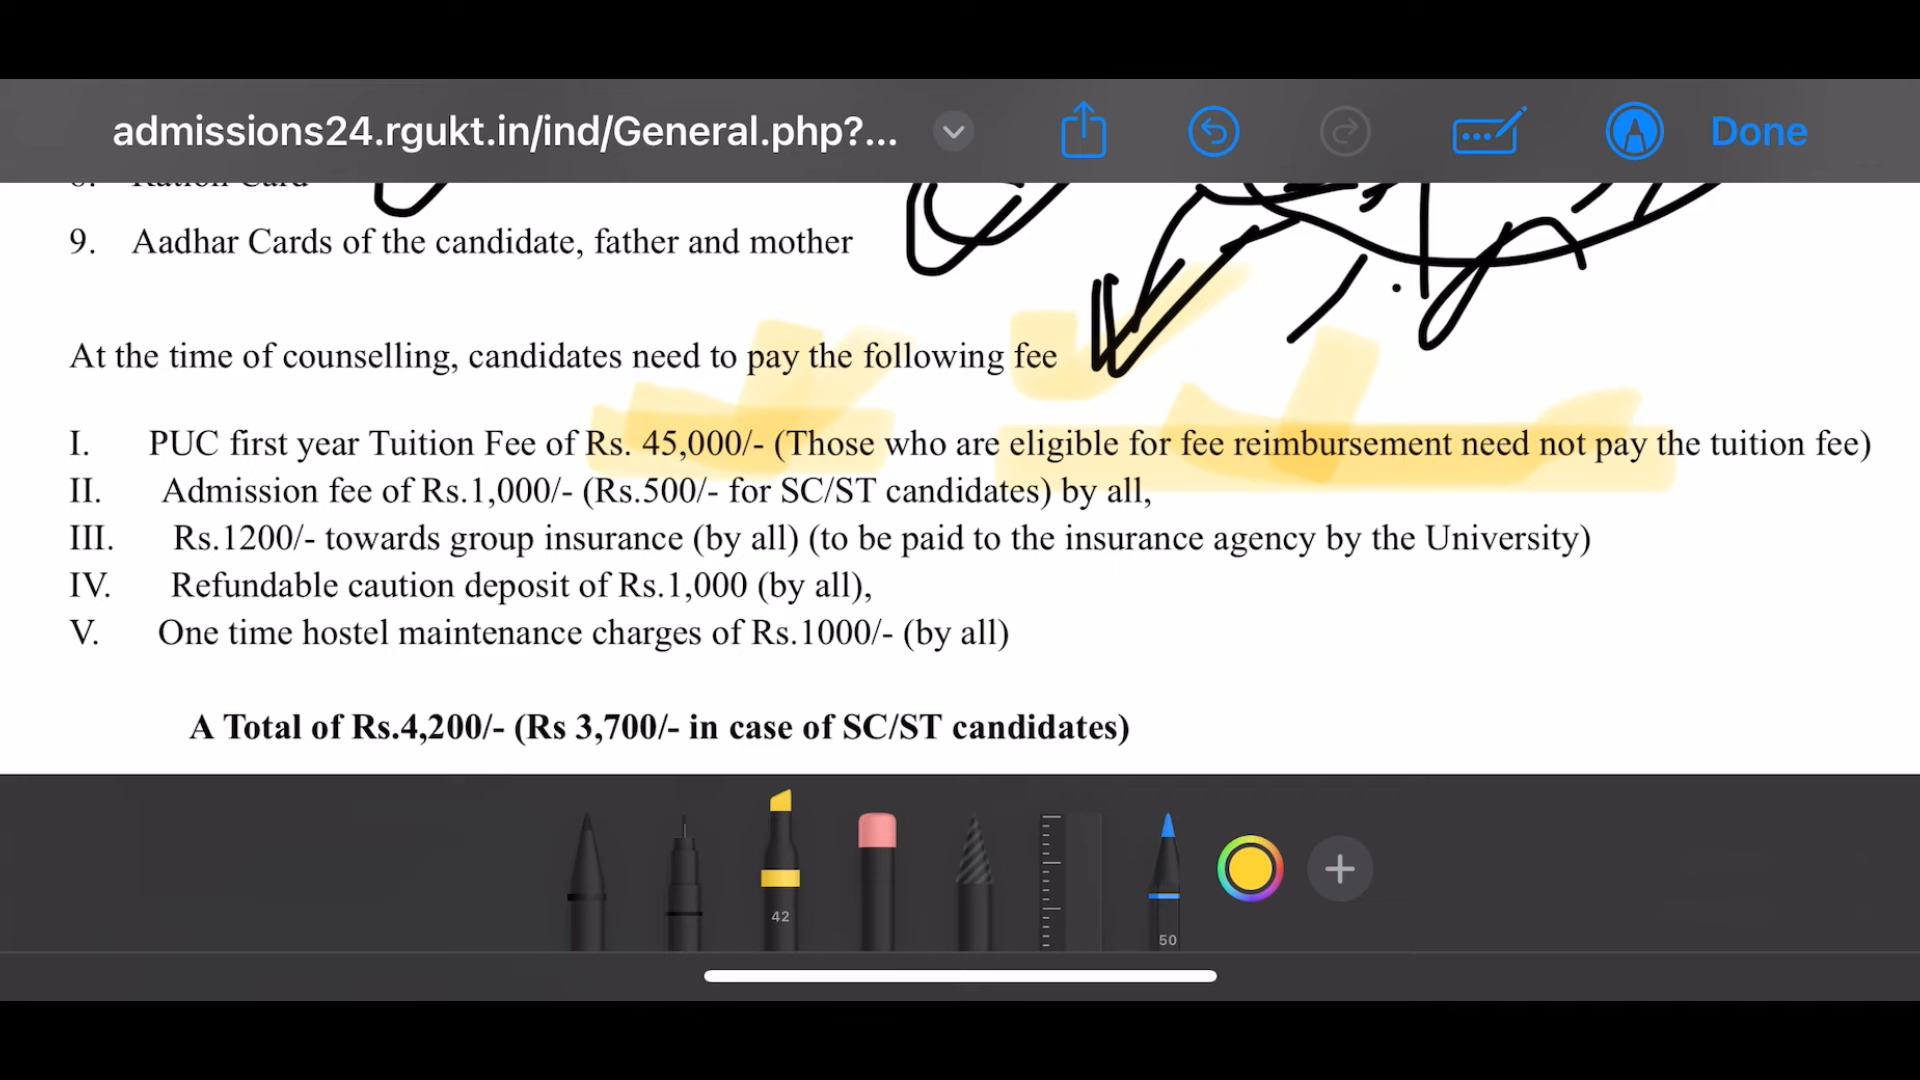 admissions24.rgukt.in/ind/General.php?...
Done
8. Ration Card
9. Aadhar Cards of the candidate, father and mother
At the time of counselling, candidates need to pay the following fee
I. PUC first year Tuition Fee of Rs. 45,000/- (Those who are eligible for fee reimbursement need not pay the tuition fee)
II. Admission fee of Rs.1,000/- (Rs.500/- for SC/ST candidates) by all,
III. Rs.1200/- towards group insurance (by all) (to be paid to the insurance agency by the University)
IV. Refundable caution deposit of Rs.1,000 (by all),
V. One time hostel maintenance charges of Rs.1000/- (by all)
A Total of Rs.4,200/- (Rs 3,700/- in case of SC/ST candidates)
42
50